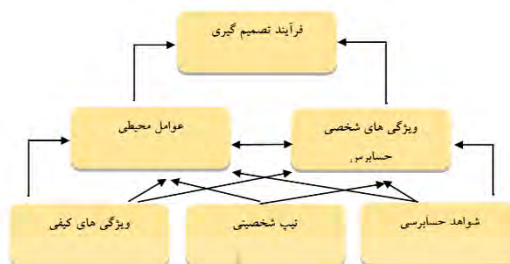 فرآیند تصمیم گیری
ویژگی های شخصی
حسابرس
عوامل محیطی
شواهد حسابرسی
تیپ شخصیتی
ویژگی های کیفی